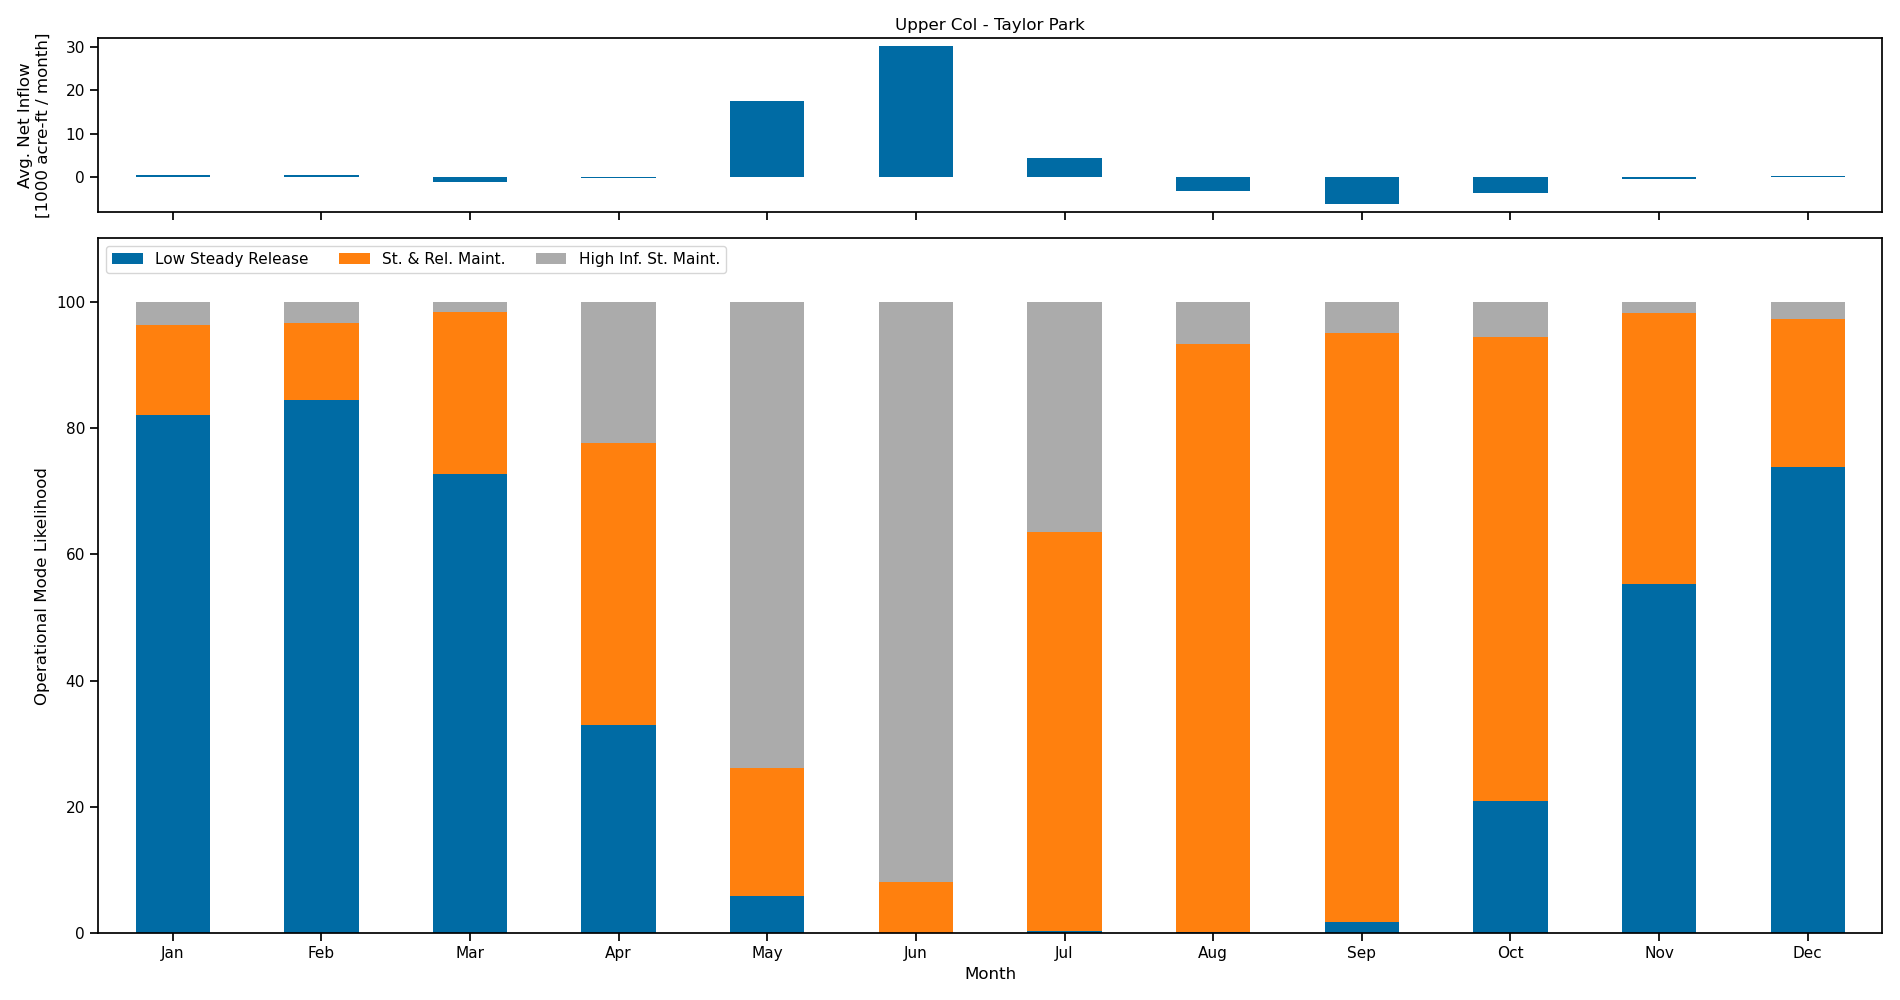 Upper Col - Taylor Park
Avg. Net Inflow
[1000 acre-ft / month]
30
20
10
0
Low Steady Release St. & Rel. Maint. High Inf. St. Maint.
Operational Mode Likelihood
100
80
60
40
20
0
Jan Feb Mar Apr May Jun Jul Aug Sep Oct Nov Dec
Month